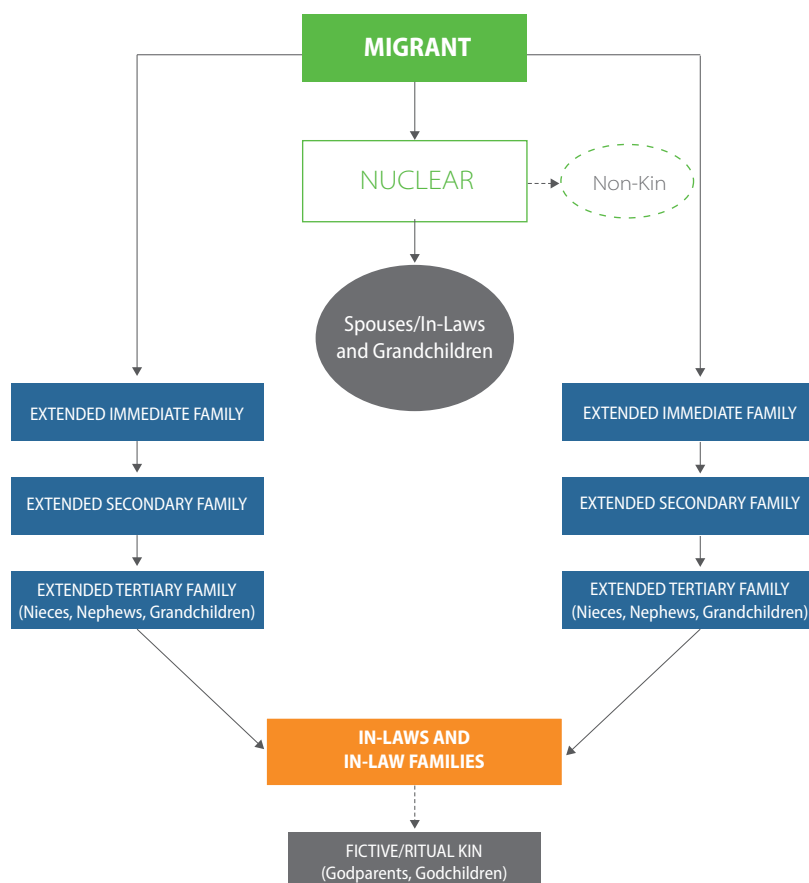 MIGRANT
NUCLEAR
Non-Kin
Spouses/In-Laws
and Grandchildren
EXTENDED IMMEDIATE FAMILY
EXTENDED IMMEDIATE FAMILY
EXTENDED SECONDARY FAMILY
EXTENDED SECONDARY FAMILY
EXTENDED TERTIARY FAMILY
(Nieces, Nephews, Grandchildren)
EXTENDED TERTIARY FAMILY
(Nieces, Nephews, Grandchildren)
IN-LAWS AND
IN-LAW FAMILIES
FICTIVE/RITUAL KIN
(Godparents, Godchildren)